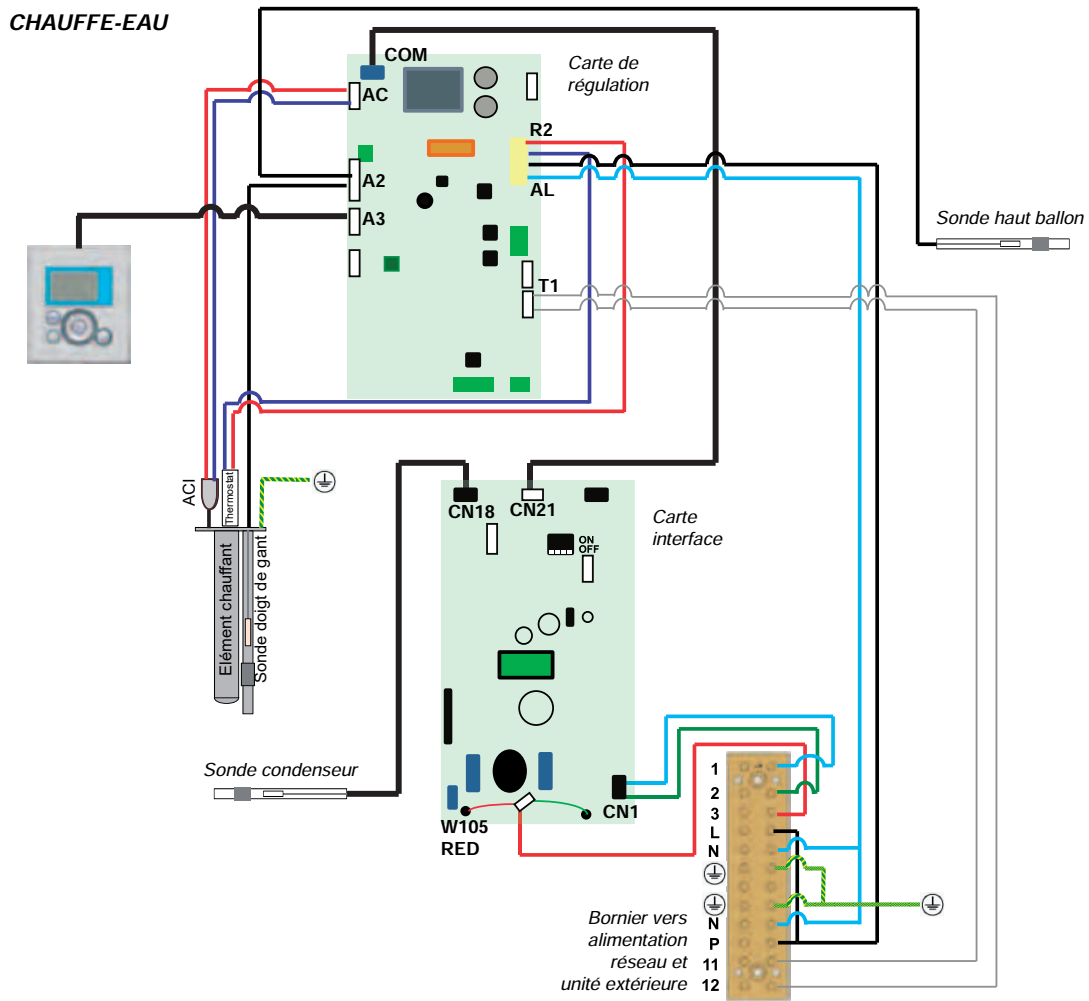 CHAUFFE-EAU
COM
Carte de
régulation
AC
R2
A2
AL
A3
Sonde haut ballon
T1
ACI
Thermostat
Elément chauffant
Sonde doigt de gant
CN18
CN21
Carte
interface
ON
OFF
Sonde condenseur
W105
RED
CN1
1
2
3
L
N
N
P
11
12
Bornier vers
alimentation
réseau et
unité extérieure